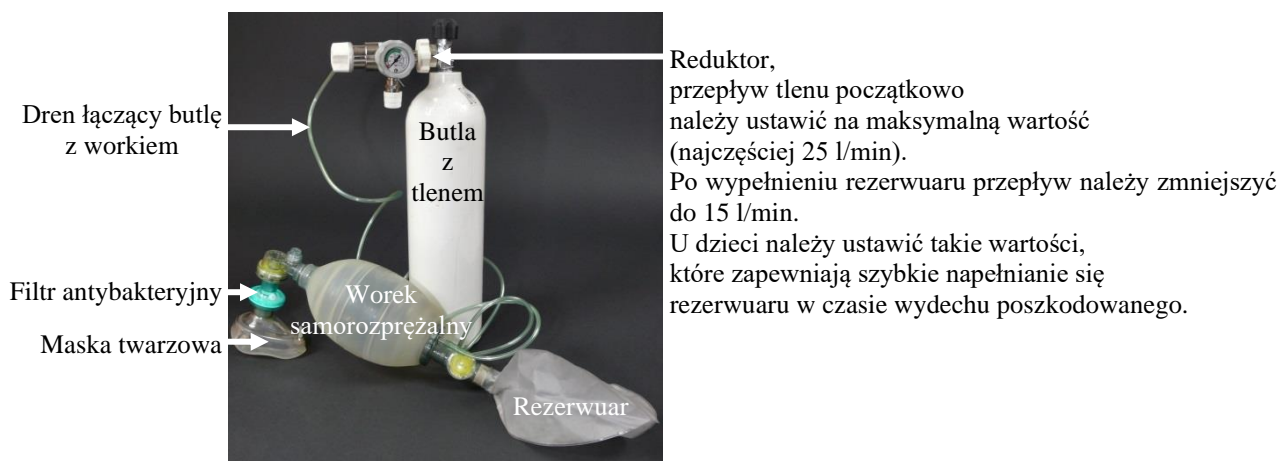 Dren łączący butlę
z workiem
Filtr antybakteryjny
Maska twarzowa
Butla
z
tlenem
Worek
samorozprężalny
Rezerwuar
Reduktor,
przepływ tlenu początkowo
należy ustawić na maksymalną wartość
(najczęściej 25 l/min).
Po wypełnieniu rezerwuaru przepływ należy zmniejszyć
do 15 l/min.
U dzieci należy ustawić takie wartości,
które zapewniają szybkie napełnianie się
rezerwuaru w czasie wydechu poszkodowanego.